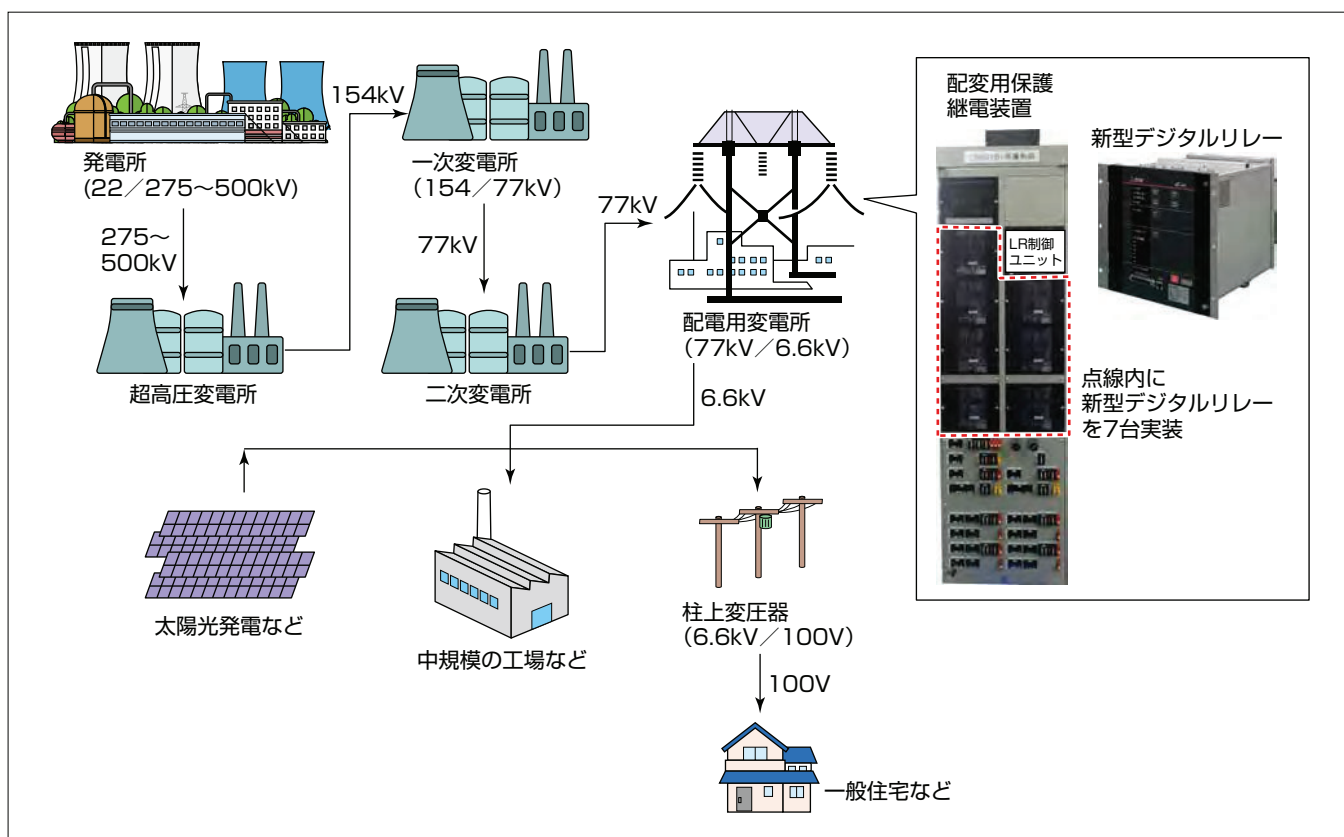 発電所
(22／275～500kV)
154kV
一次変電所
（154／77kV）
275～
500kV
77kV
77kV
超高圧変電所
二次変電所
配電用変電所
（77kV／6.6kV）
6.6kV
太陽光発電など
中規模の工場など
柱上変圧器
（6.6kV／100V）
100V
一般住宅など
配変用保護
継電装置
新型デジタルリレー
LR制御
ユニット
点線内に
新型デジタルリレー
を7台実装